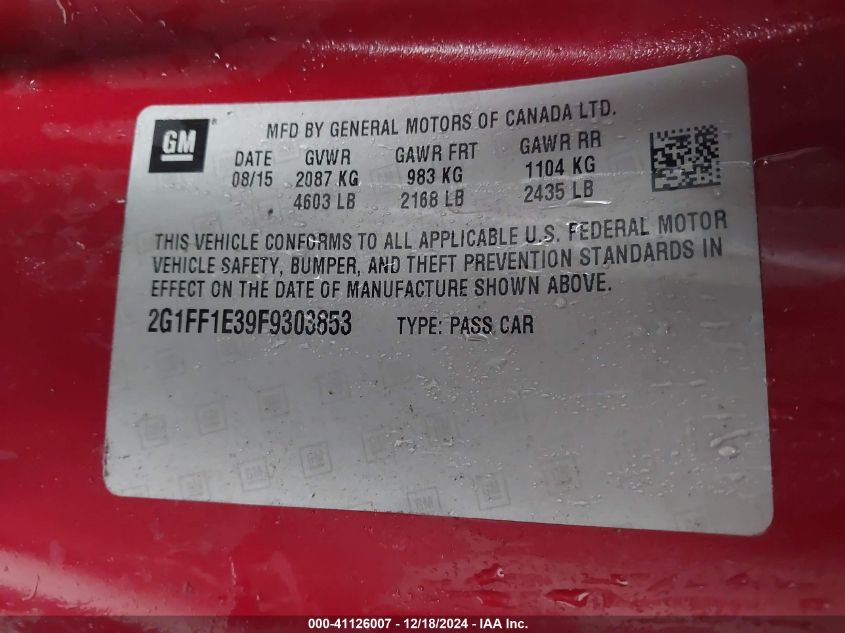 GM ®
MFD BY GENERAL MOTORS OF CANADA LTD.
DATE GVWR GAWR FRT GAWR RR
08/15 2087 KG 983 KG 1104 KG
4603 LB 2168 LB 2435 LB
THIS VEHICLE CONFORMS TO ALL APPLICABLE U.S. FEDERAL MOTOR
VEHICLE SAFETY, BUMPER, AND THEFT PREVENTION STANDARDS IN
EFFECT ON THE DATE OF MANUFACTURE SHOWN ABOVE.
2G1FF1E39F9303853 TYPE: PASS CAR
000-41126007 - 12/18/2024 - IAA Inc.